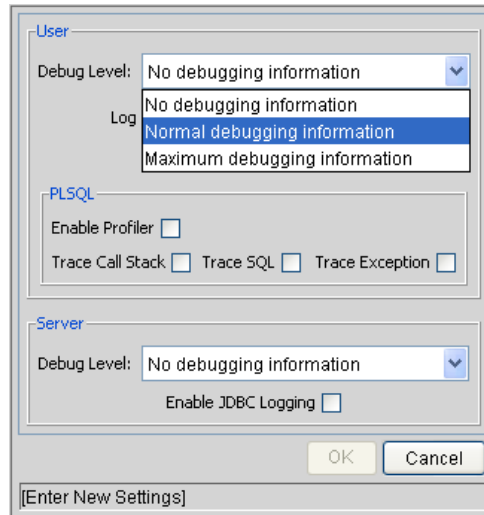 User
Debug Level: No debugging information
No debugging information
Log Normal debugging information
Maximum debugging information
PLSQL
Enable Profiler
Trace Call Stack Trace SQL Trace Exception
Server
Debug Level: No debugging information
Enable JDBC Logging
OK Cancel
[Enter New Settings]